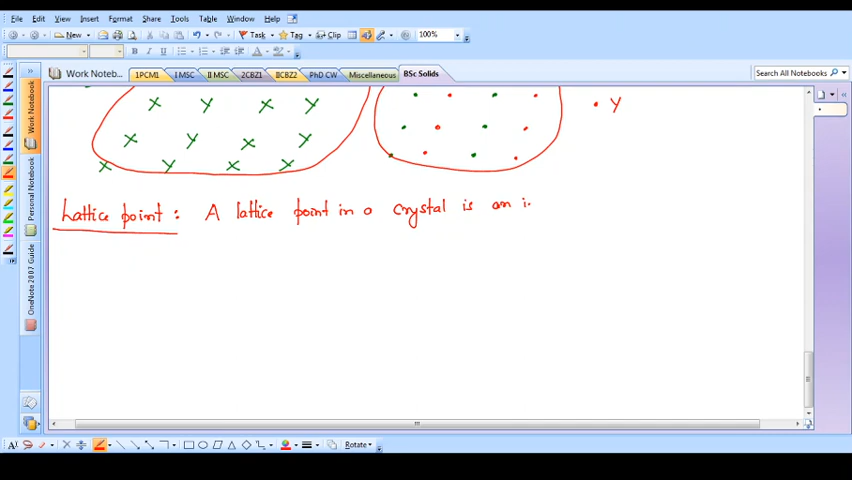 File Edit View Insert Format Share Tools Table Window Help
New Task Tag Clip 100%
B I U A
Work Noteb... 1PCM1 I MSC II MSC 2CBZ1 IICBZ2 PhD CW Miscellaneous BSc Solids Search All Notebooks
Work Notebook
Personal Notebook
OneNote 2007 Guide
X Y X Y
X Y X Y
X Y X X
Y
Lattice point : A lattice point in a crystal is an i
A Rotate